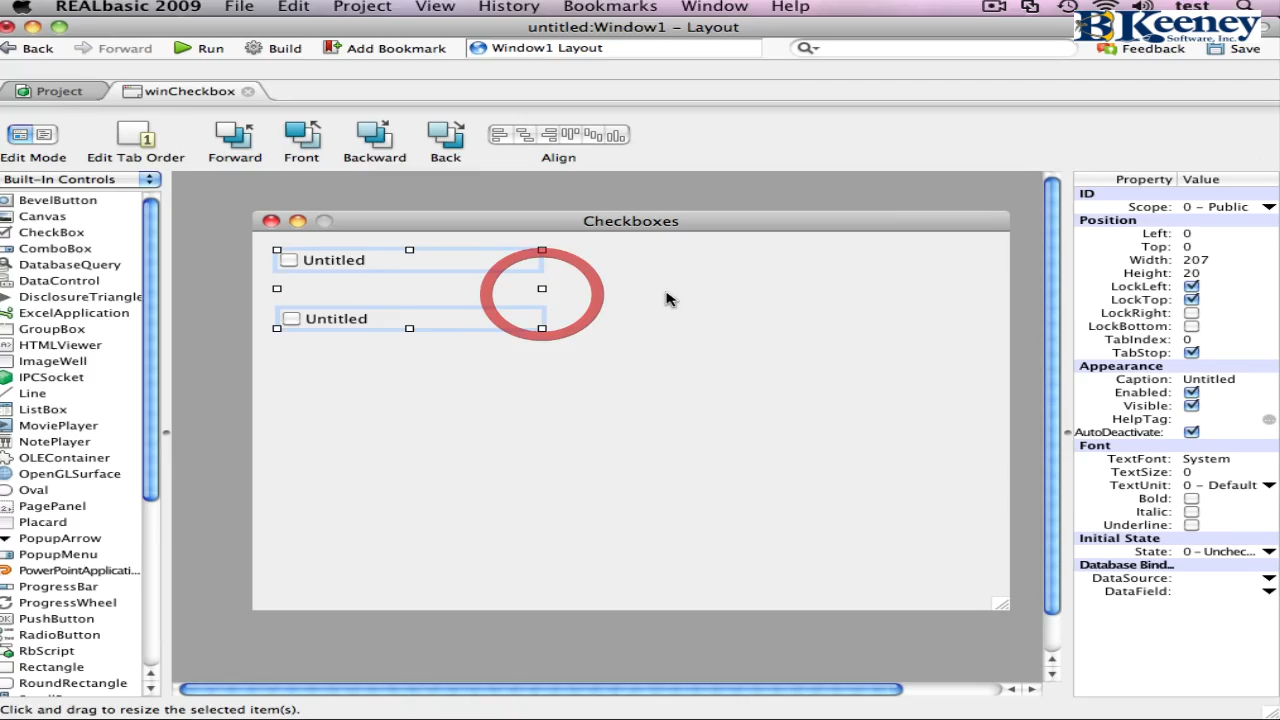 REALbasic 2009 File Edit Project View History Bookmarks Window Help test
untitled:Window1 – Layout
BKeeney
Software, Inc.
Back Forward Run Build Add Bookmark Window1 Layout Feedback Save
Project winCheckbox
1
Edit Mode Edit Tab Order Forward Front Backward Back Align
Built-In Controls
BevelButton
Canvas
CheckBox
ComboBox
DatabaseQuery
DataControl
DisclosureTriangle
ExcelApplication
GroupBox
HTMLViewer
ImageWell
IPCSocket
Line
ListBox
MoviePlayer
NotePlayer
OLEContainer
OpenGLSurface
Oval
PagePanel
Placard
PopupArrow
PopupMenu
PowerPointApplicati...
ProgressBar
ProgressWheel
PushButton
RadioButton
RbScript
Rectangle
RoundRectangle
Checkboxes
Untitled
Untitled
Property Value
ID
Scope: 0 – Public
Position
Left: 0
Top: 0
Width: 207
Height: 20
LockLeft:
LockTop:
LockRight:
LockBottom:
TabIndex: 0
TabStop:
Appearance
Caption: Untitled
Enabled:
Visible:
HelpTag:
AutoDeactivate:
Font
TextFont: System
TextSize: 0
TextUnit: 0 – Default
Bold:
Italic:
Underline:
Initial State
State: 0 – Unchec...
Database Bind...
DataSource:
DataField:
Click and drag to resize the selected item(s).